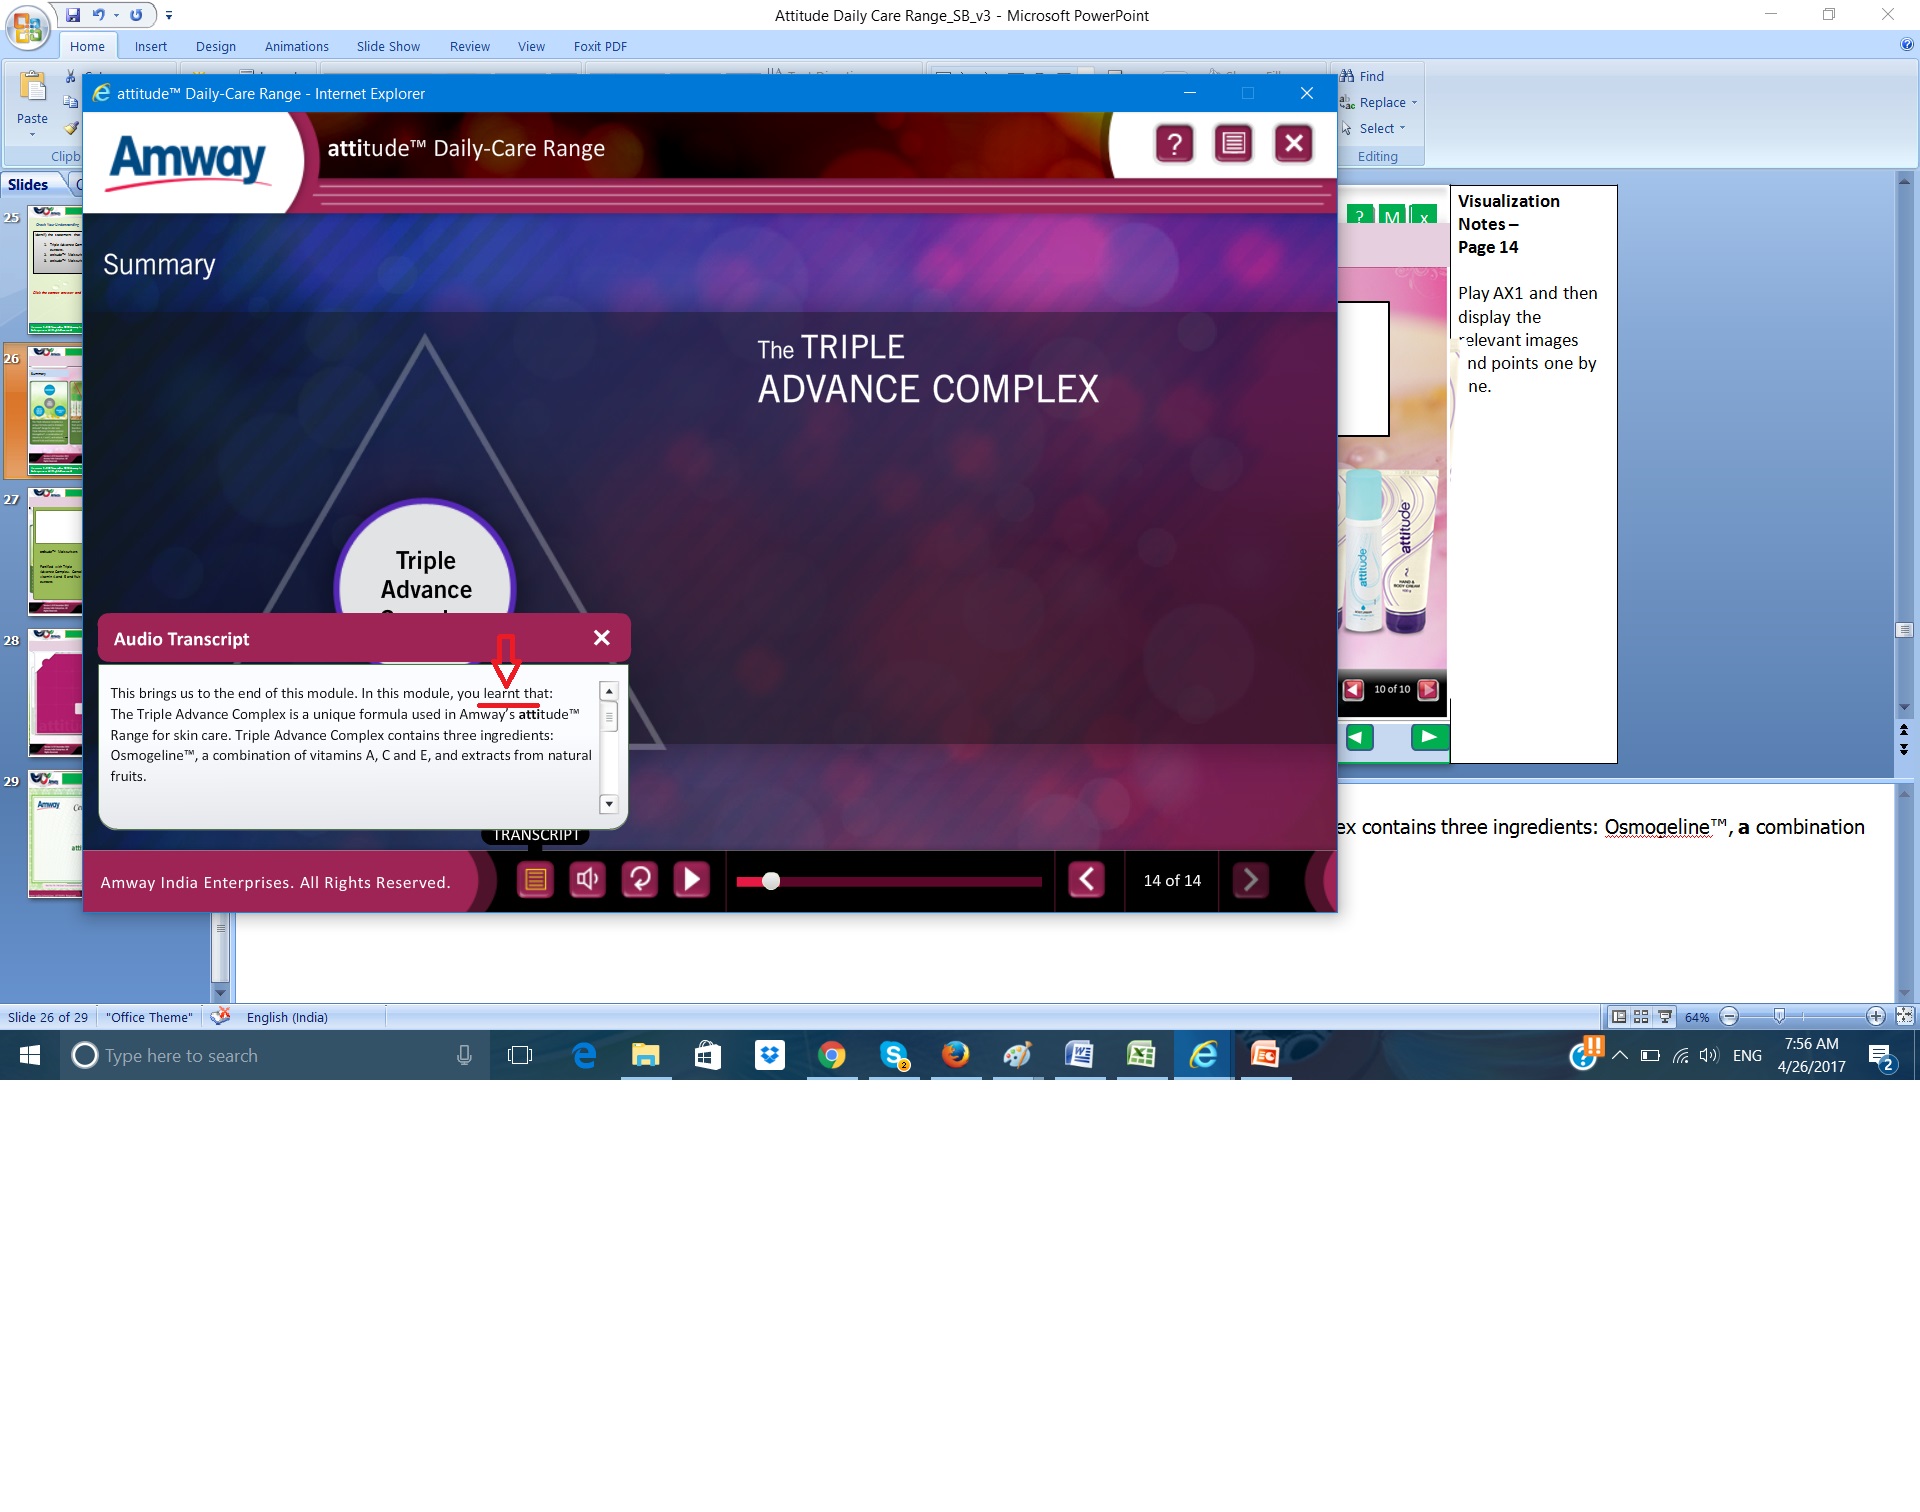 Attitude Daily Care Range_SB_v3 - Microsoft PowerPoint
Home Insert Design Animations Slide Show Review View Foxit PDF
Paste
Clipb
Find
Replace
Select
Editing
attitude™ Daily-Care Range - Internet Explorer
Amway
attitude™ Daily-Care Range
?
Slides
25
26
27
28
29
Summary
The TRIPLE
ADVANCE COMPLEX
Triple
Advance
Audio Transcript
This brings us to the end of this module. In this module, you learnt that:
The Triple Advance Complex is a unique formula used in Amway's attitude™
Range for skin care. Triple Advance Complex contains three ingredients:
Osmogeline™, a combination of vitamins A, C and E, and extracts from natural
fruits.
TRANSCRIPT
Amway India Enterprises. All Rights Reserved.
14 of 14
? M x
attitude
attitude
HAND &
BODY CREAM
10 of 10
Visualization
Notes –
Page 14
Play AX1 and then
display the
relevant images
nd points one by
ne.
ex contains three ingredients: Osmogeline™, a combination
Slide 26 of 29 "Office Theme" English (India)
64%
Type here to search
ENG
7:56 AM
4/26/2017
2